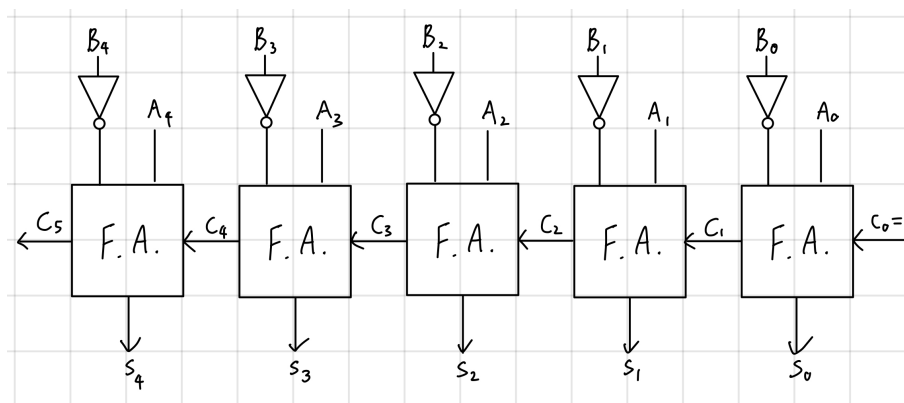 B₄ B₃ B₂ B₁ B₀
A₄ A₃ A₂ A₁ A₀
C₅ F.A. C₄ F.A. C₃ F.A. C₂ F.A. C₁ F.A. C₀=
S₄ S₃ S₂ S₁ S₀